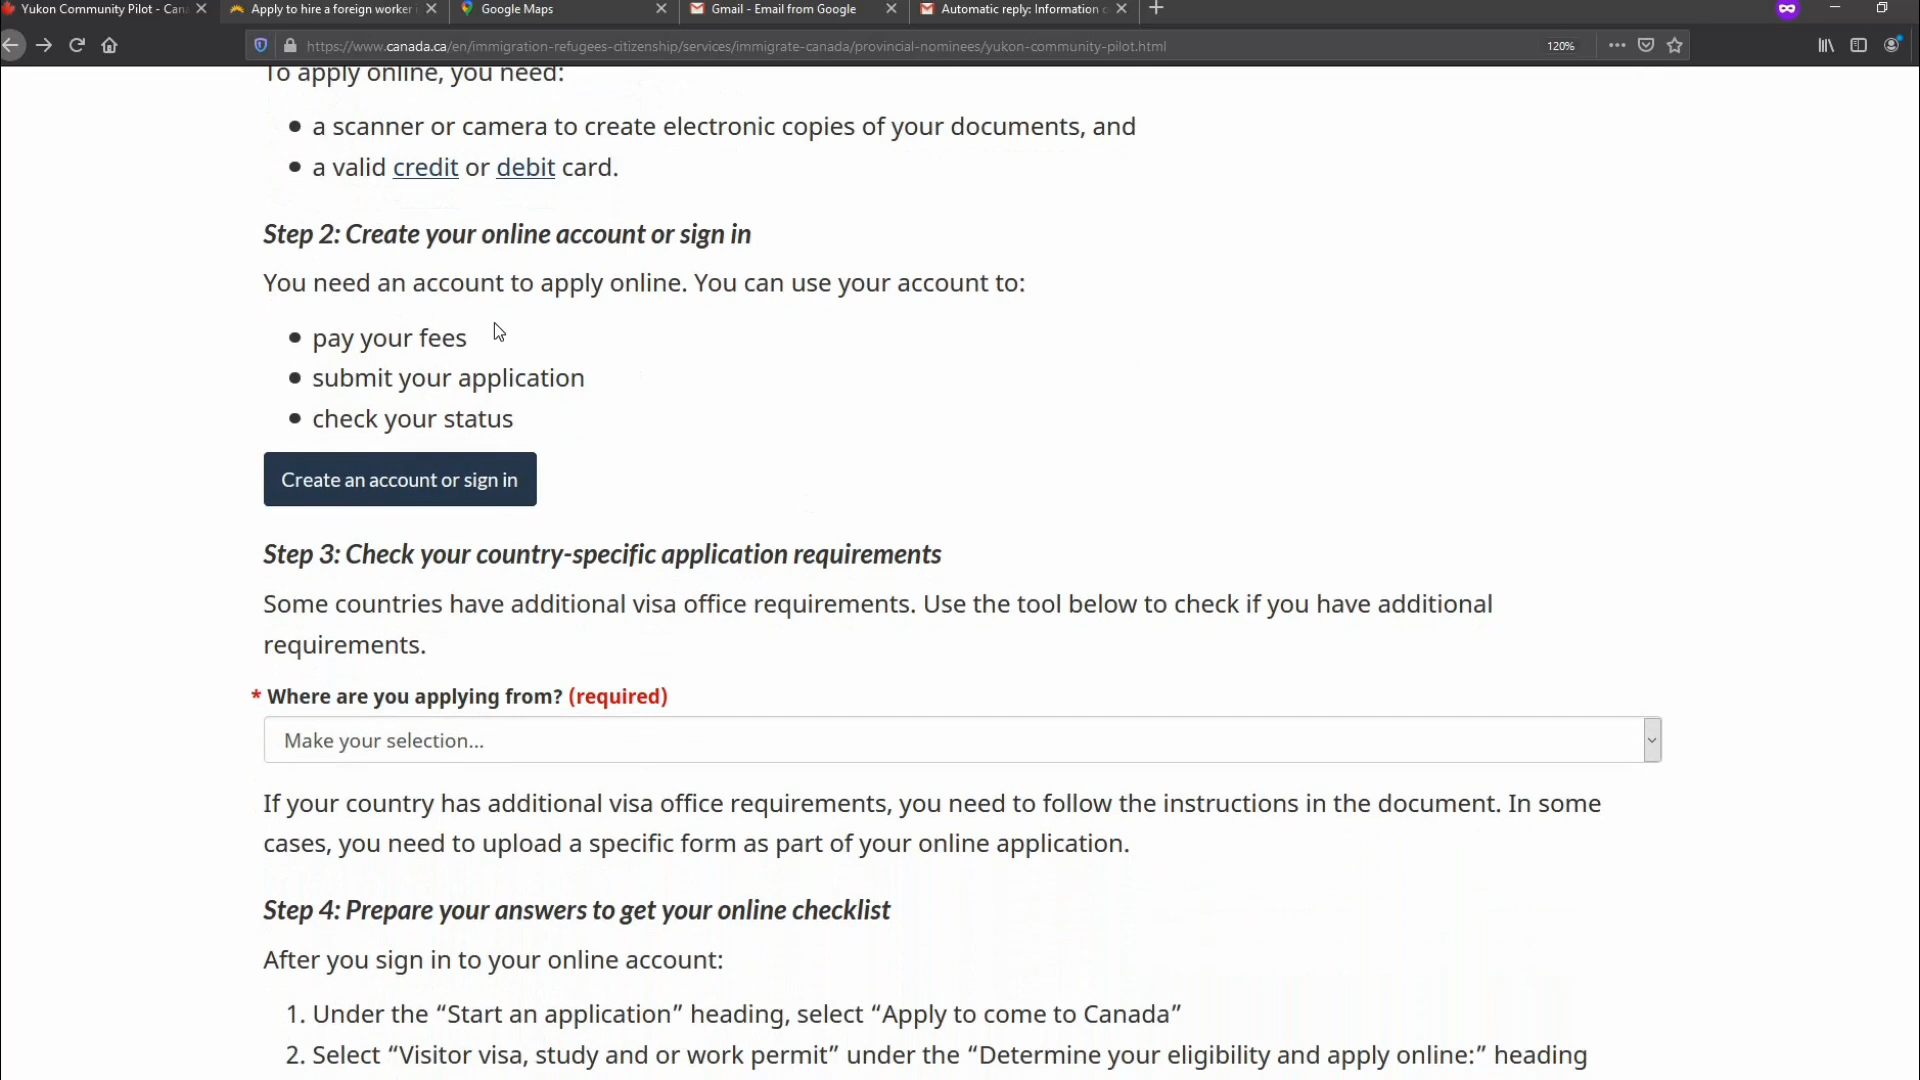 Yukon Community Pilot - Can
Apply to hire a foreign worker
Google Maps
Gmail - Email from Google
Automatic reply: Information
https://www.canada.ca/en/immigration-refugees-citizenship/services/immigrate-canada/provincial-nominees/yukon-community-pilot.html
120%
To apply online, you need:
a scanner or camera to create electronic copies of your documents, and
a valid credit or debit card.
Step 2: Create your online account or sign in
You need an account to apply online. You can use your account to:
pay your fees
submit your application
check your status
Create an account or sign in
Step 3: Check your country-specific application requirements
Some countries have additional visa office requirements. Use the tool below to check if you have additional
requirements.
* Where are you applying from? (required)
Make your selection...
If your country has additional visa office requirements, you need to follow the instructions in the document. In some
cases, you need to upload a specific form as part of your online application.
Step 4: Prepare your answers to get your online checklist
After you sign in to your online account:
1. Under the “Start an application” heading, select “Apply to come to Canada”
2. Select “Visitor visa, study and or work permit” under the “Determine your eligibility and apply online:” heading